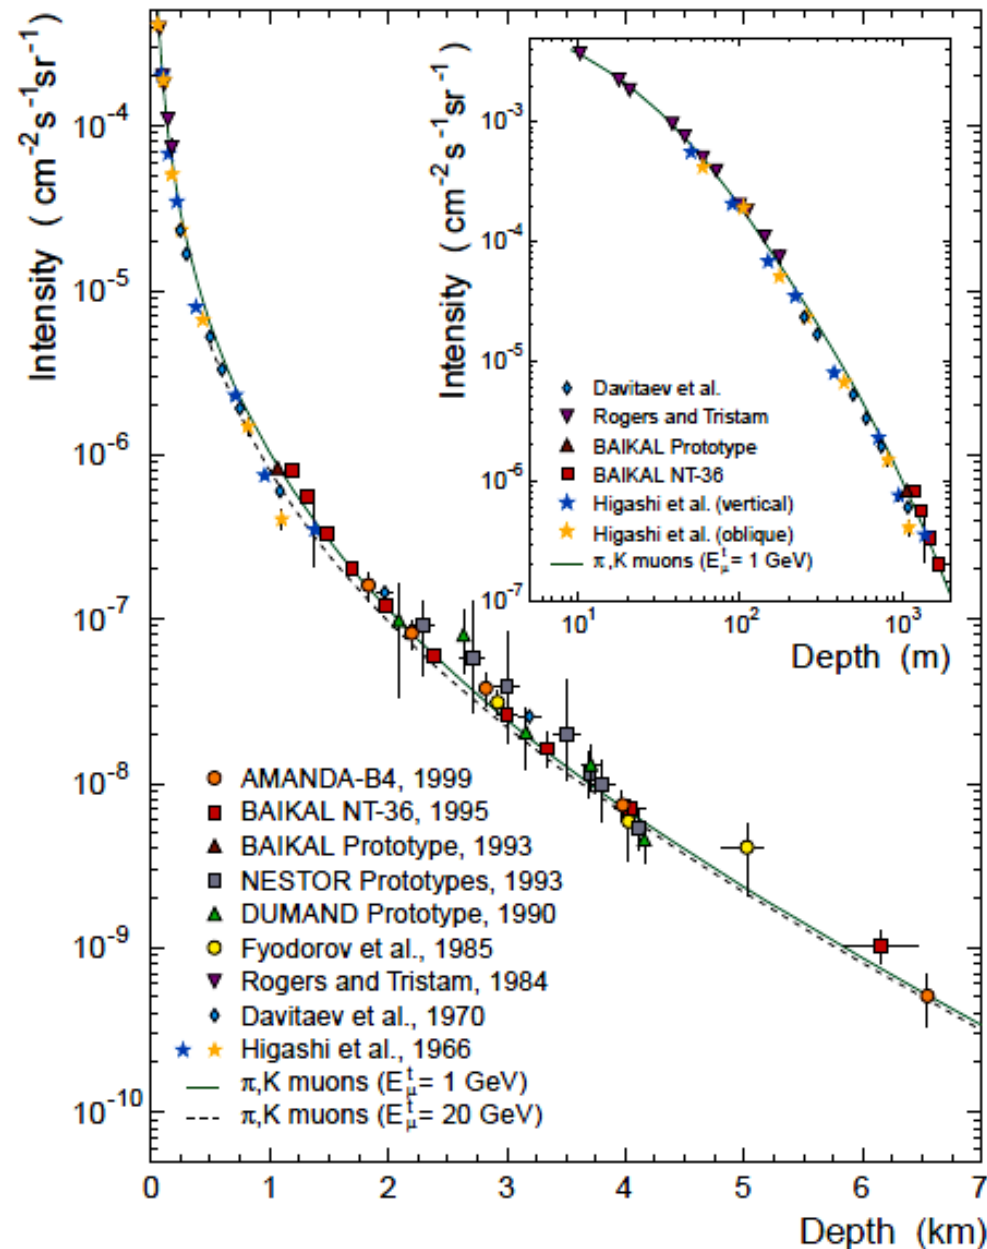 Intensity ( cm⁻²s⁻¹sr⁻¹)
10⁻⁴
10⁻⁵
10⁻⁶
10⁻⁷
10⁻⁸
10⁻⁹
10⁻¹⁰
Intensity ( cm⁻²s⁻¹sr⁻¹)
10⁻³
10⁻⁴
10⁻⁵
10⁻⁶
10⁻⁷
Davitaev et al.
Rogers and Tristam
BAIKAL Prototype
BAIKAL NT-36
Higashi et al. (vertical)
Higashi et al. (oblique)
π,K muons (Eᵗμ= 1 GeV)
10¹ 10² 10³
Depth (m)
AMANDA-B4, 1999
BAIKAL NT-36, 1995
BAIKAL Prototype, 1993
NESTOR Prototypes, 1993
DUMAND Prototype, 1990
Fyodorov et al., 1985
Rogers and Tristam, 1984
Davitaev et al., 1970
Higashi et al., 1966
π,K muons (Eᵗμ= 1 GeV)
π,K muons (Eᵗμ= 20 GeV)
0 1 2 3 4 5 6 7
Depth (km)